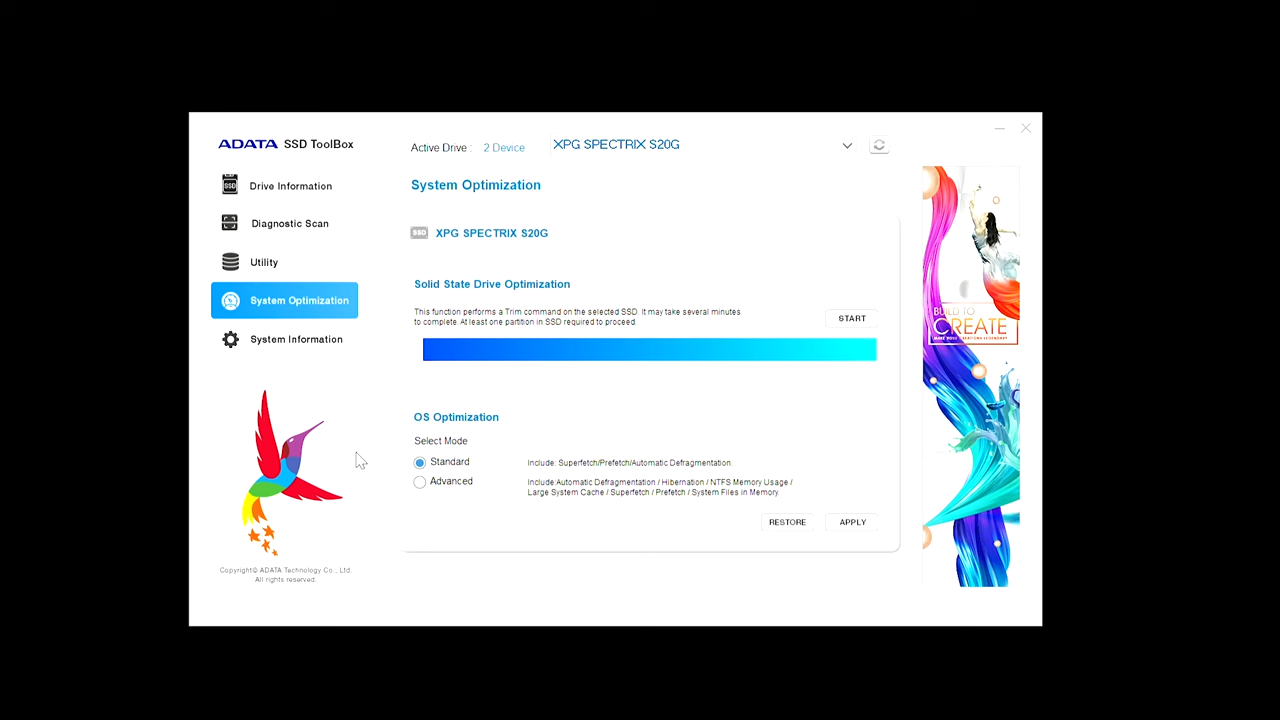 ADATA SSD ToolBox
Active Drive : 2 Device XPG SPECTRIX S20G
SSD Drive Information
Diagnostic Scan
Utility
System Optimization
System Information
Copyright© ADATA Technology Co., Ltd.
All rights reserved.
System Optimization
SSD XPG SPECTRIX S20G
Solid State Drive Optimization
This function performs a Trim command on the selected SSD. It may take several minutes
to complete. At least one partition in SSD required to proceed.
START
OS Optimization
Select Mode
Standard
Include: Superfetch/Prefetch/Automatic Defragmentation.
Advanced
Include:Automatic Defragmentation / Hibernation / NTFS Memory Usage /
Large System Cache / Superfetch / Prefetch / System Files in Memory.
RESTORE APPLY
BUILD TO
CREATE